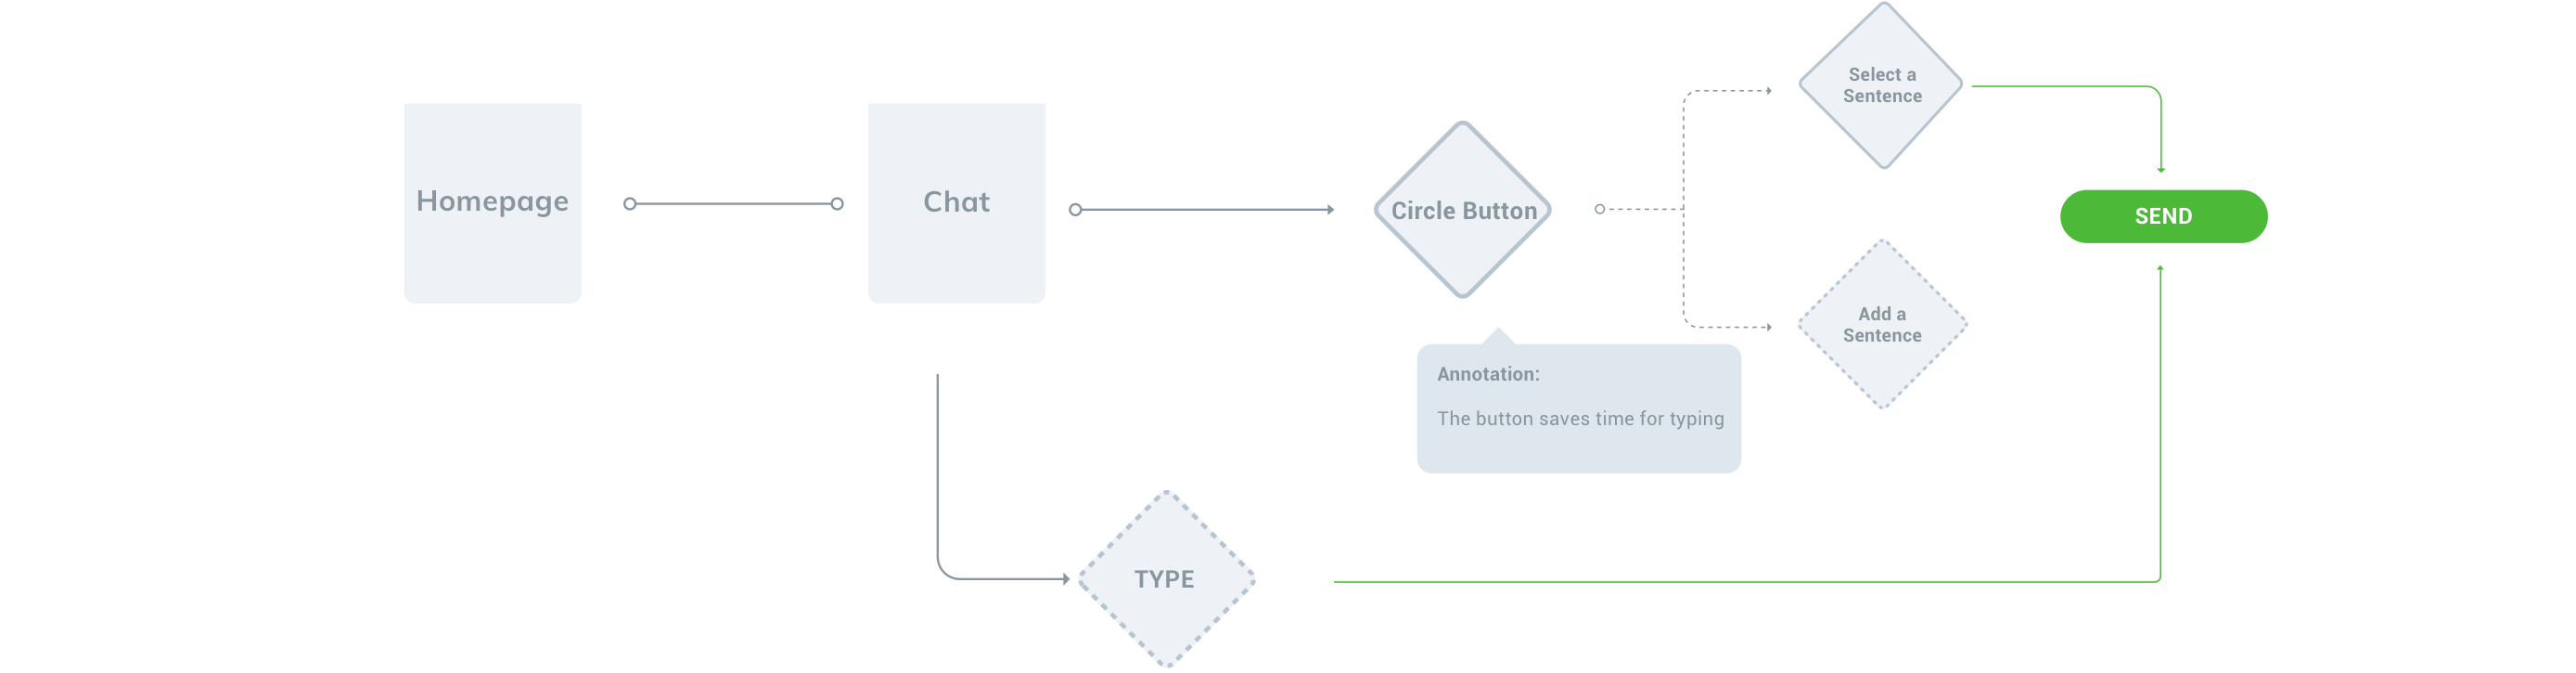 Homepage
Chat
Circle Button
Select a
Sentence
Add a
Sentence
SEND
Annotation:
The button saves time for typing
TYPE